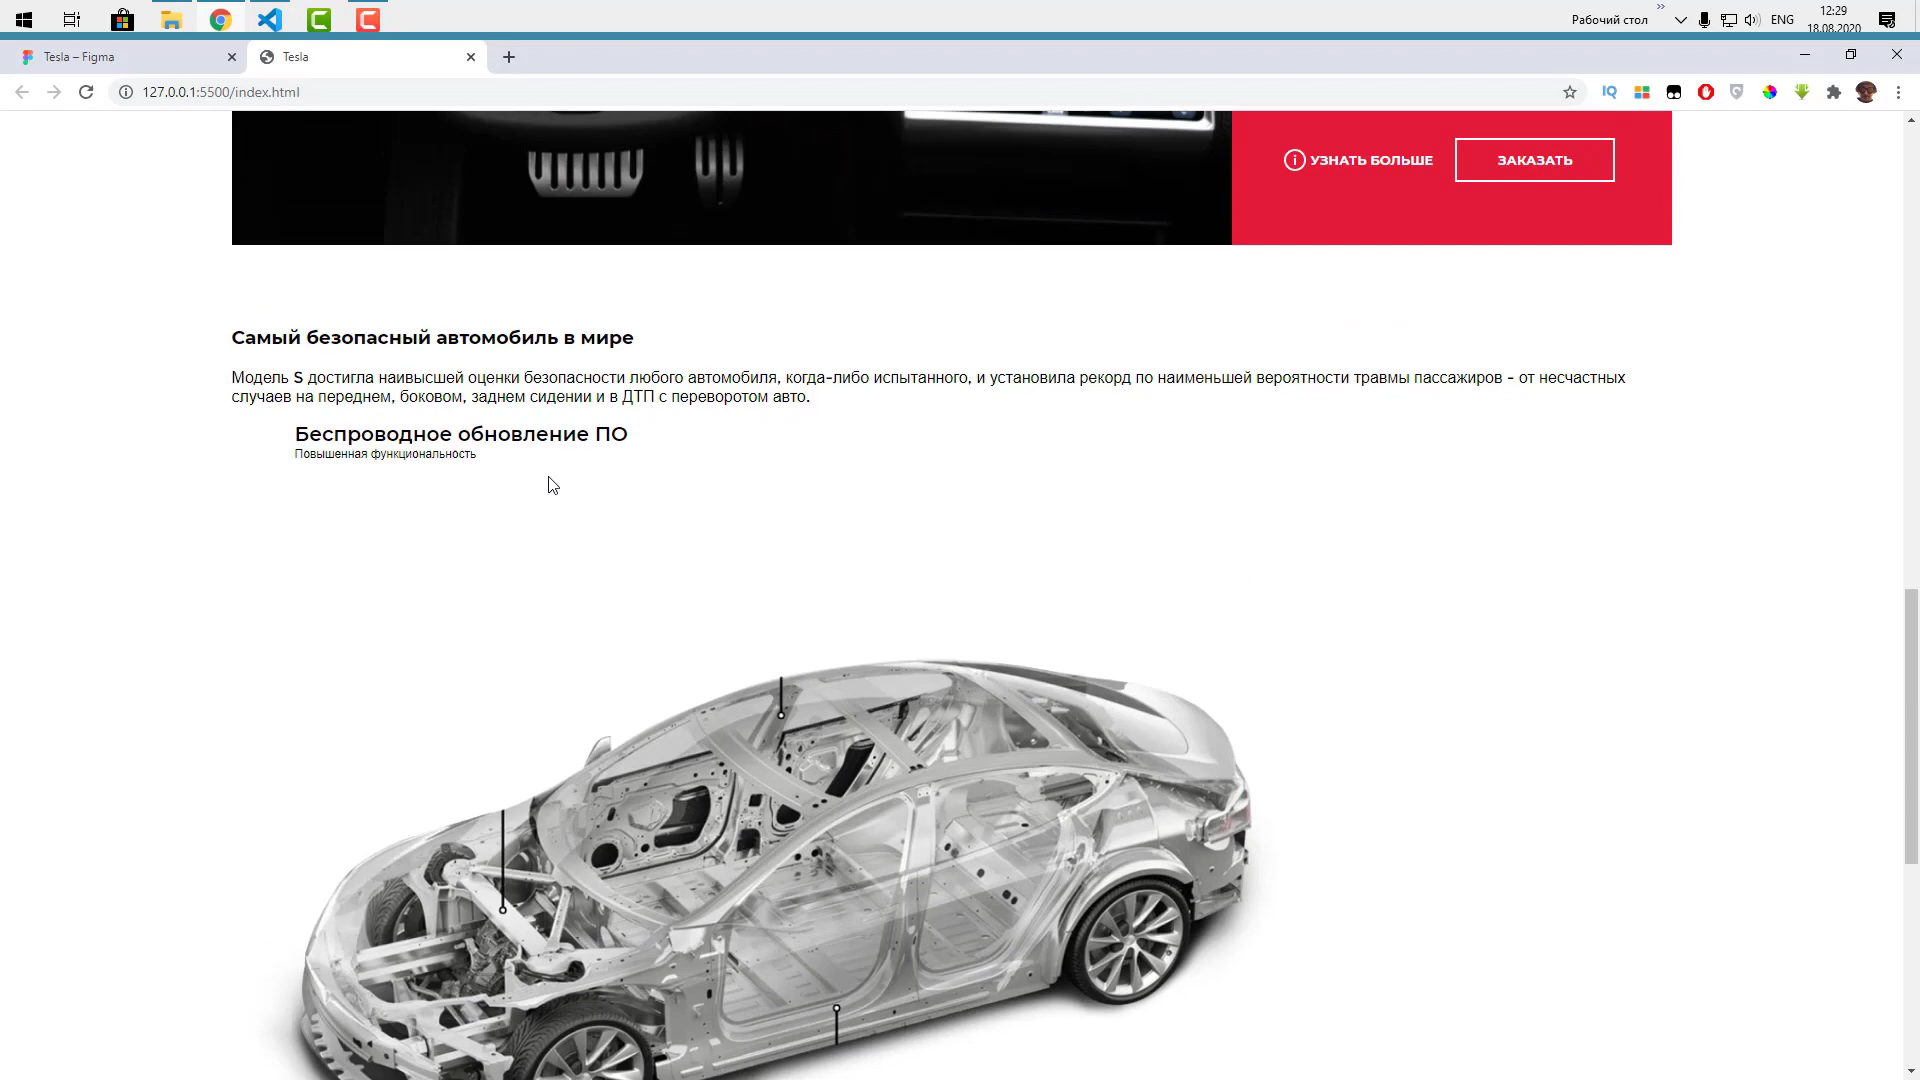 Рабочий стол
ENG
12:29
18.08.2020
Tesla – Figma
Tesla
127.0.0.1:5500/index.html
IQ
УЗНАТЬ БОЛЬШЕ
ЗАКАЗАТЬ
Самый безопасный автомобиль в мире
Модель S достигла наивысшей оценки безопасности любого автомобиля, когда-либо испытанного, и установила рекорд по наименьшей вероятности травмы пассажиров - от несчастных
случаев на переднем, боковом, заднем сидении и в ДТП с переворотом авто.
Беспроводное обновление ПО
Повышенная функциональность